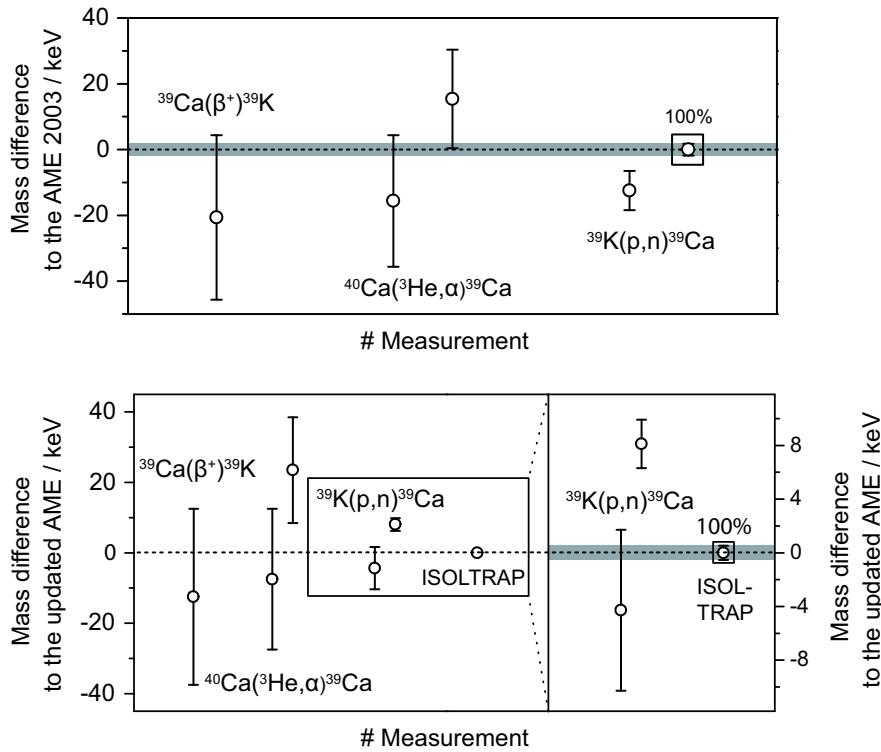 Mass difference
to the AME 2003 / keV
40
20
0
-20
-40
³⁹Ca(β⁺)³⁹K
⁴⁰Ca(³He,α)³⁹Ca
100%
³⁹K(p,n)³⁹Ca
# Measurement
Mass difference
to the updated AME / keV
40
20
0
-20
-40
³⁹Ca(β⁺)³⁹K
⁴⁰Ca(³He,α)³⁹Ca
³⁹K(p,n)³⁹Ca
ISOLTRAP
³⁹K(p,n)³⁹Ca
100%
ISOL-
TRAP
8
4
0
-4
-8
Mass difference
to the updated AME / keV
# Measurement